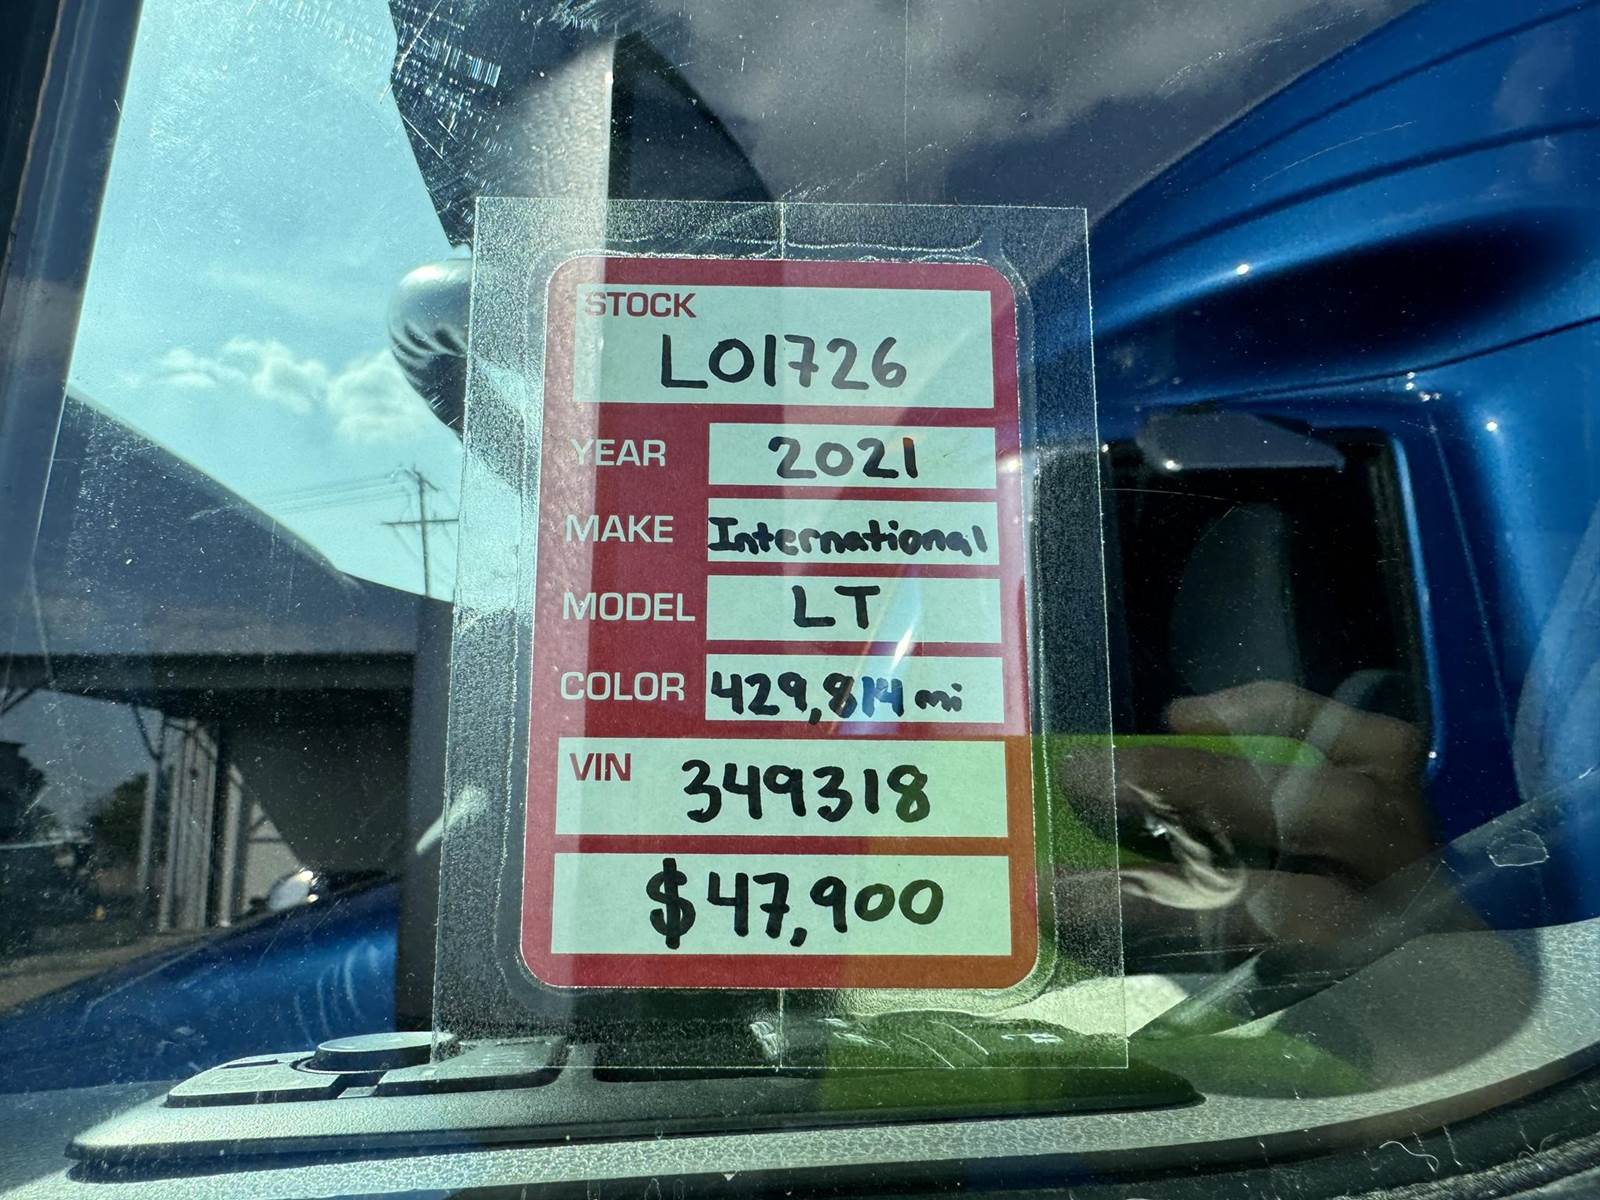 STOCK
L01726
YEAR 2021
MAKE International
MODEL LT
COLOR 429,814 mi
VIN 349318
$47,900